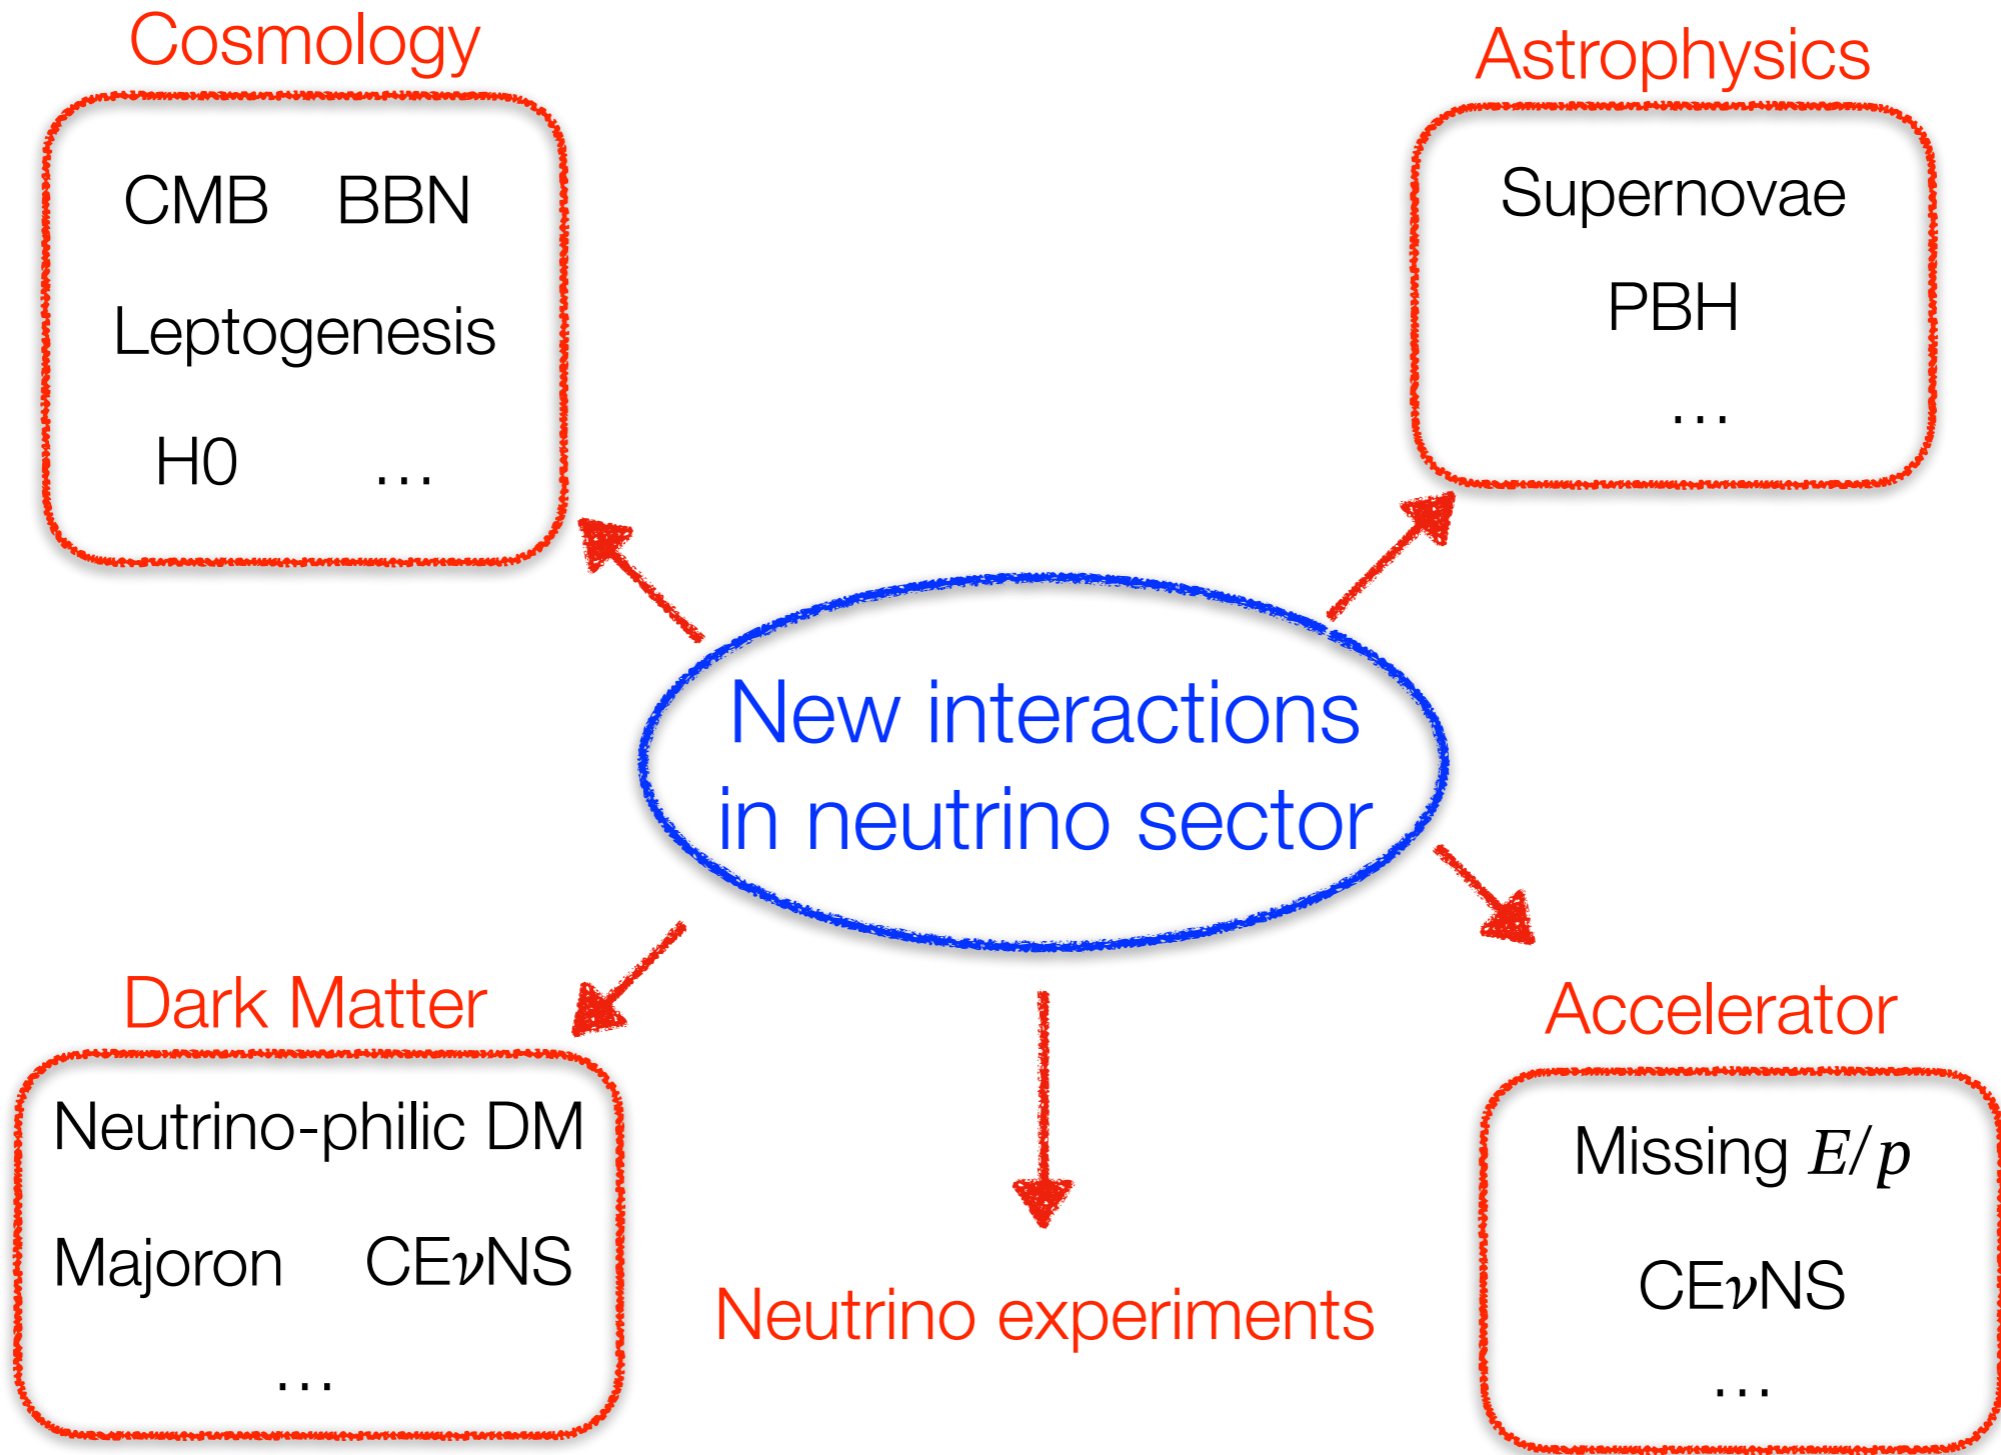 Cosmology
CMB BBN
Leptogenesis
H0 …
Astrophysics
Supernovae
PBH
…
New interactions
in neutrino sector
Dark Matter
Neutrino-philic DM
Majoron CEνNS
…
Neutrino experiments
Accelerator
Missing E/p
CEνNS
…